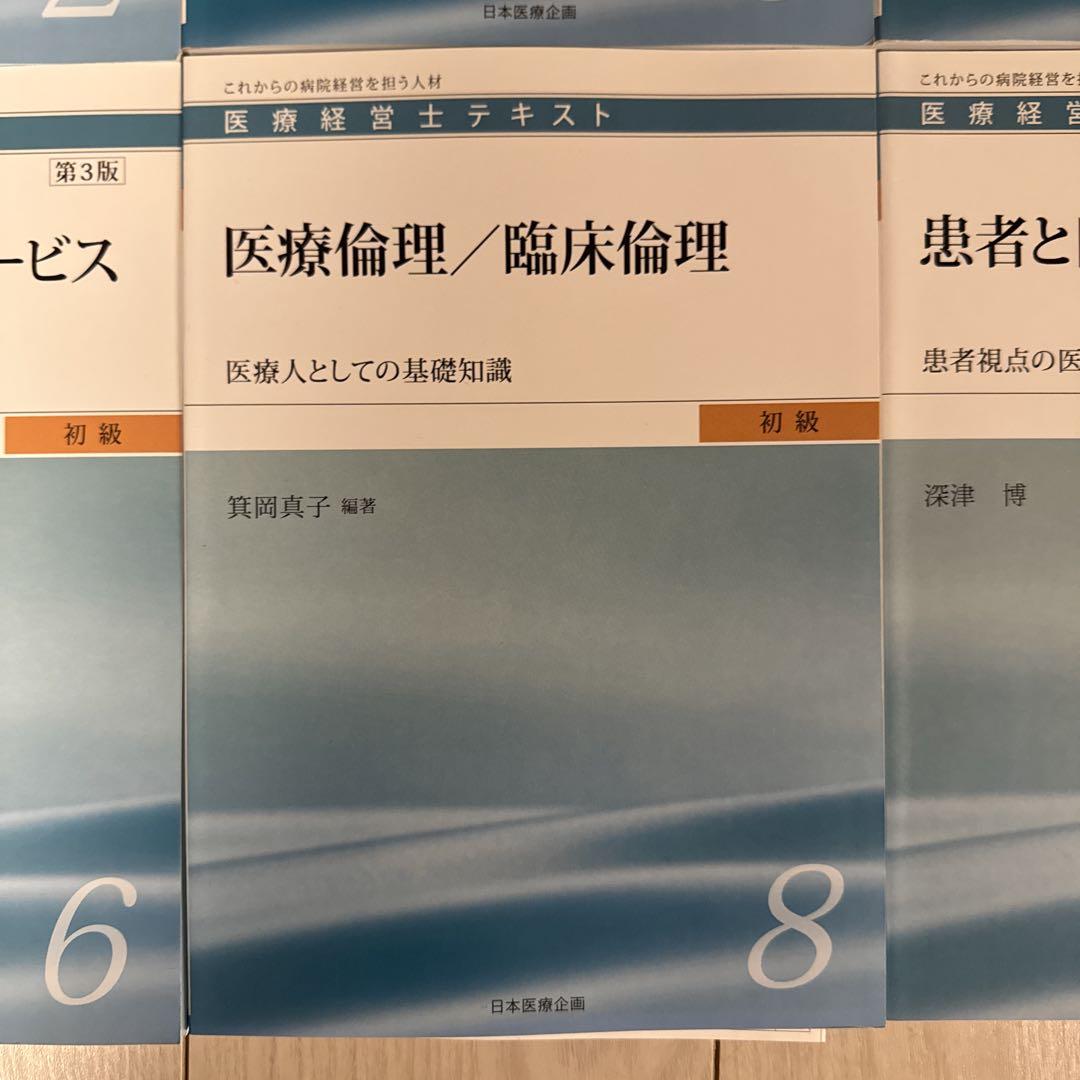 2
日本医療企画
第3版
ービス
初級
6
これからの病院経営を担う人材
医療経営士テキスト
医療倫理／臨床倫理
医療人としての基礎知識
初級
箕岡真子 編著
8
日本医療企画
これからの病院経営を
医療経営
患者と
患者視点の医
深津 博